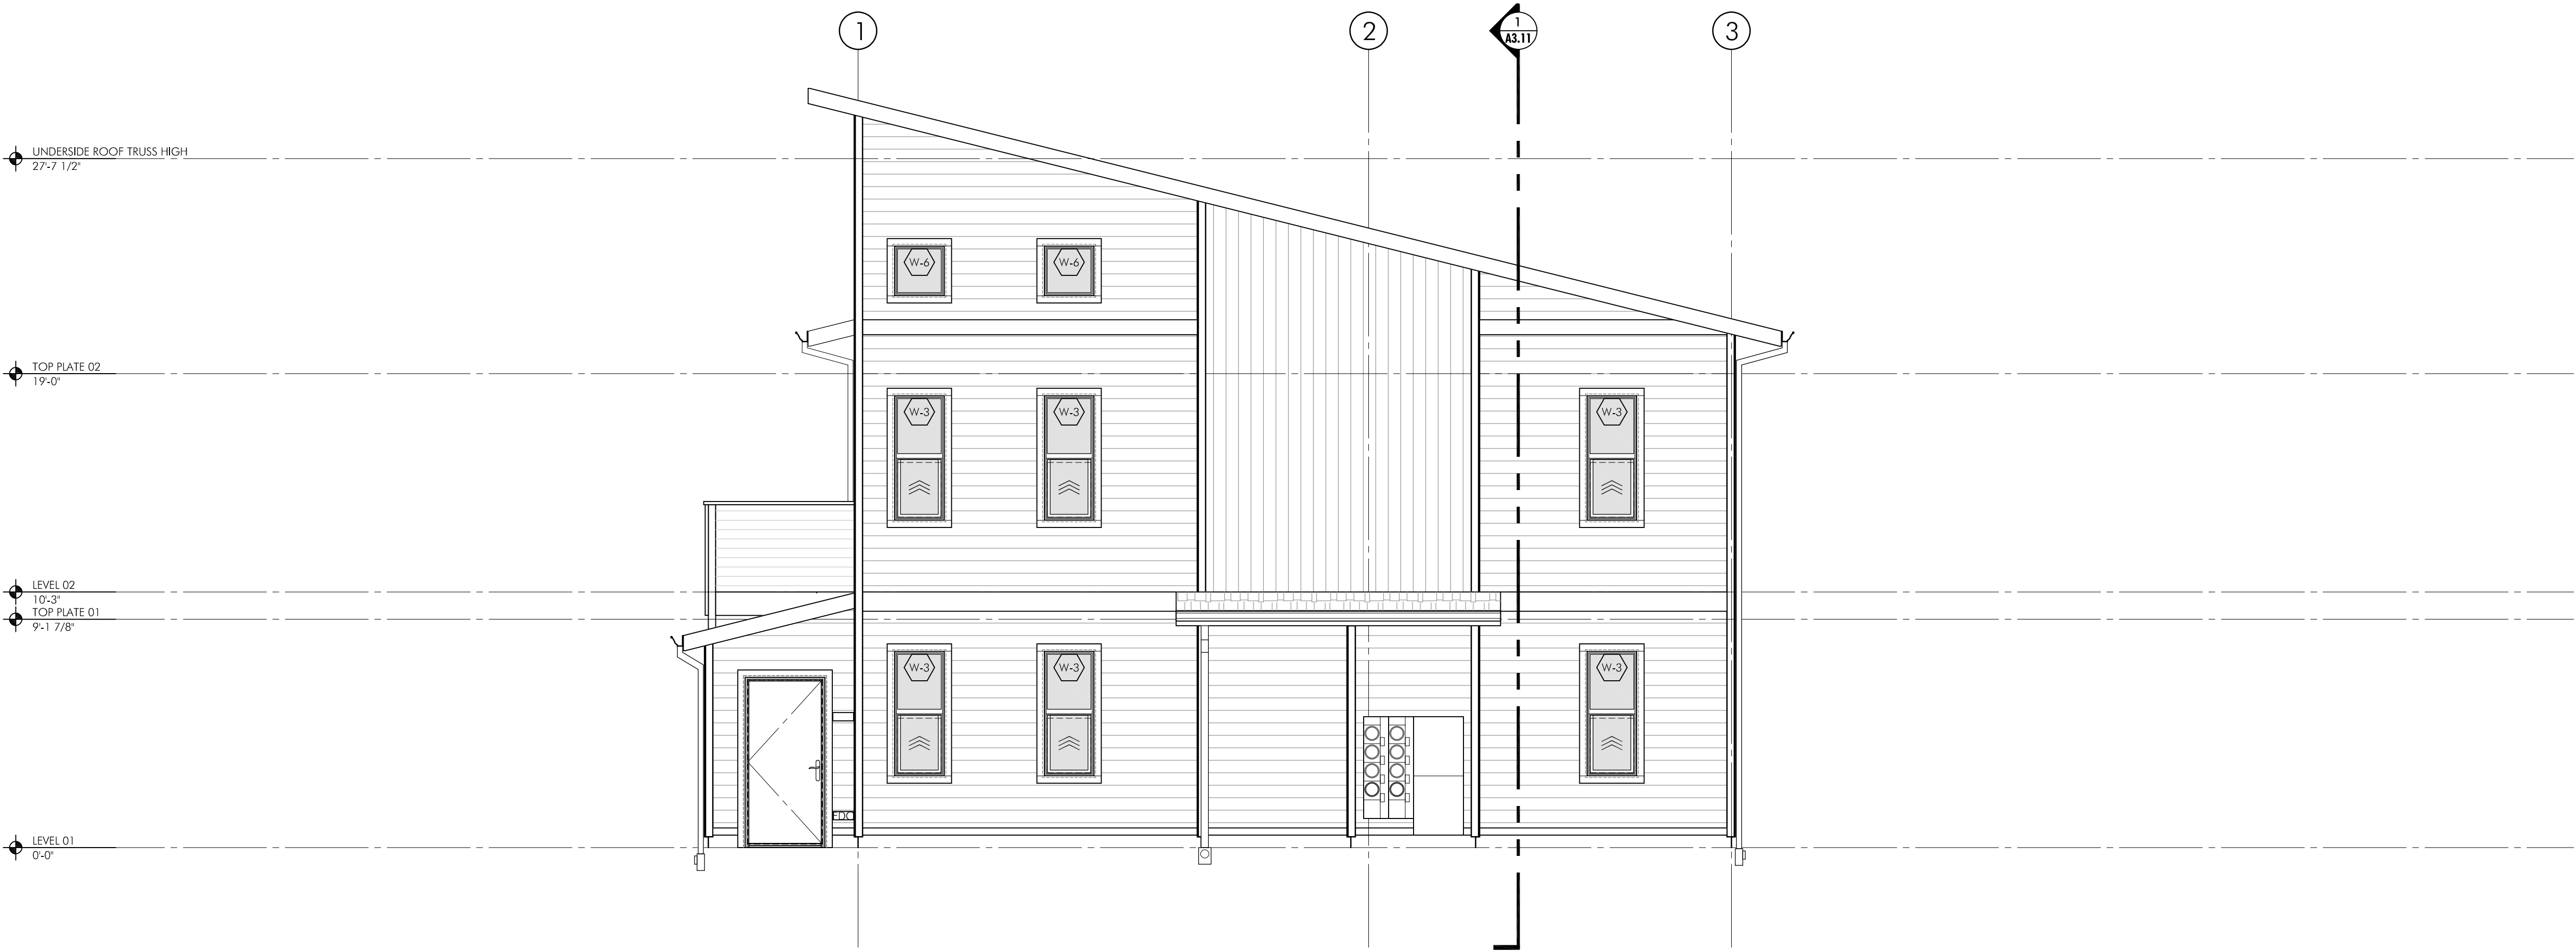 1
2
1
A3.11
3
UNDERSIDE ROOF TRUSS HIGH
27'-7 1/2"
W-6
W-6
TOP PLATE 02
19'-0"
W-3
W-3
W-3
LEVEL 02
10'-3"
TOP PLATE 01
9'-1 7/8"
W-3
W-3
W-3
FDC
LEVEL 01
0'-0"